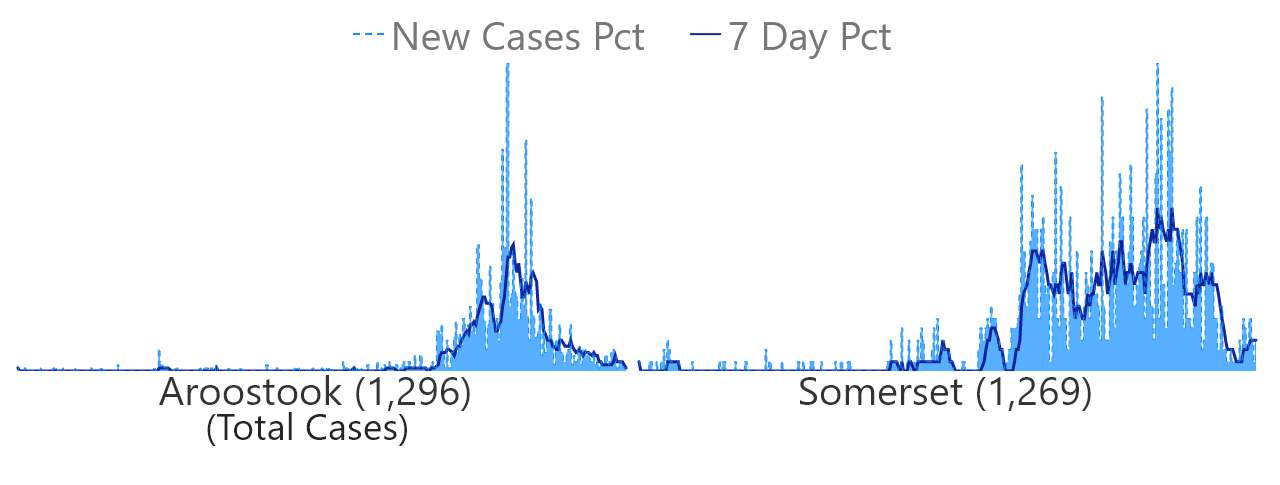 New Cases Pct 7 Day Pct
Aroostook (1,296) Somerset (1,269)
(Total Cases)